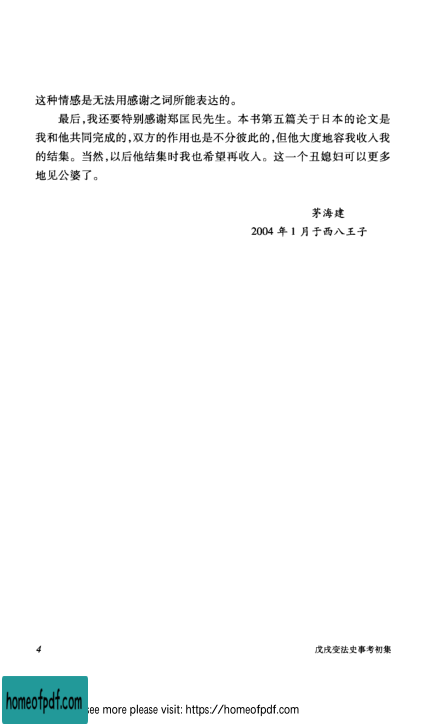 这种情感是无法用感谢之词所能表达的。
最后,我还要特别感谢郑匡民先生。本书第五篇关于日本的论文是
我和他共同完成的,双方的作用也是不分彼此的,但他大度地容我收入我
的结集。当然,以后他结集时我也希望再收入。这一个丑媳妇可以更多
地见公婆了。
茅海建
2004 年 1 月于西八王子
4
戊戌变法史事考初集
homeofpdf.com
see more please visit: https://homeofpdf.com